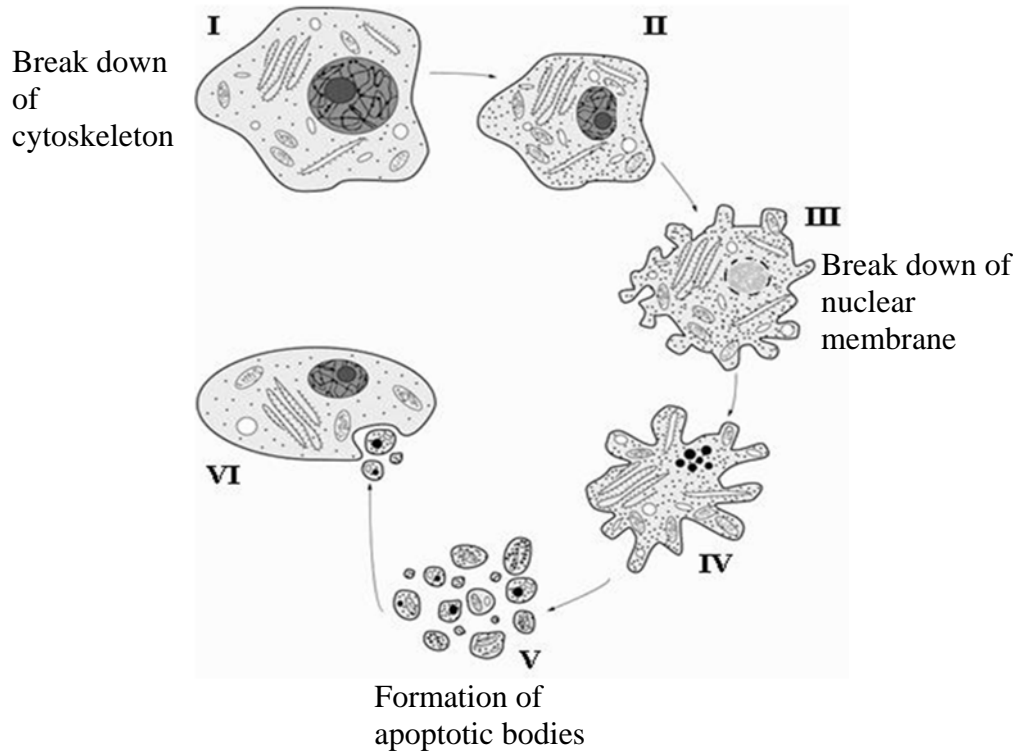 I
II
Break down
of
cytoskeleton
III
Break down of
nuclear
membrane
VI
IV
V
Formation of
apoptotic bodies